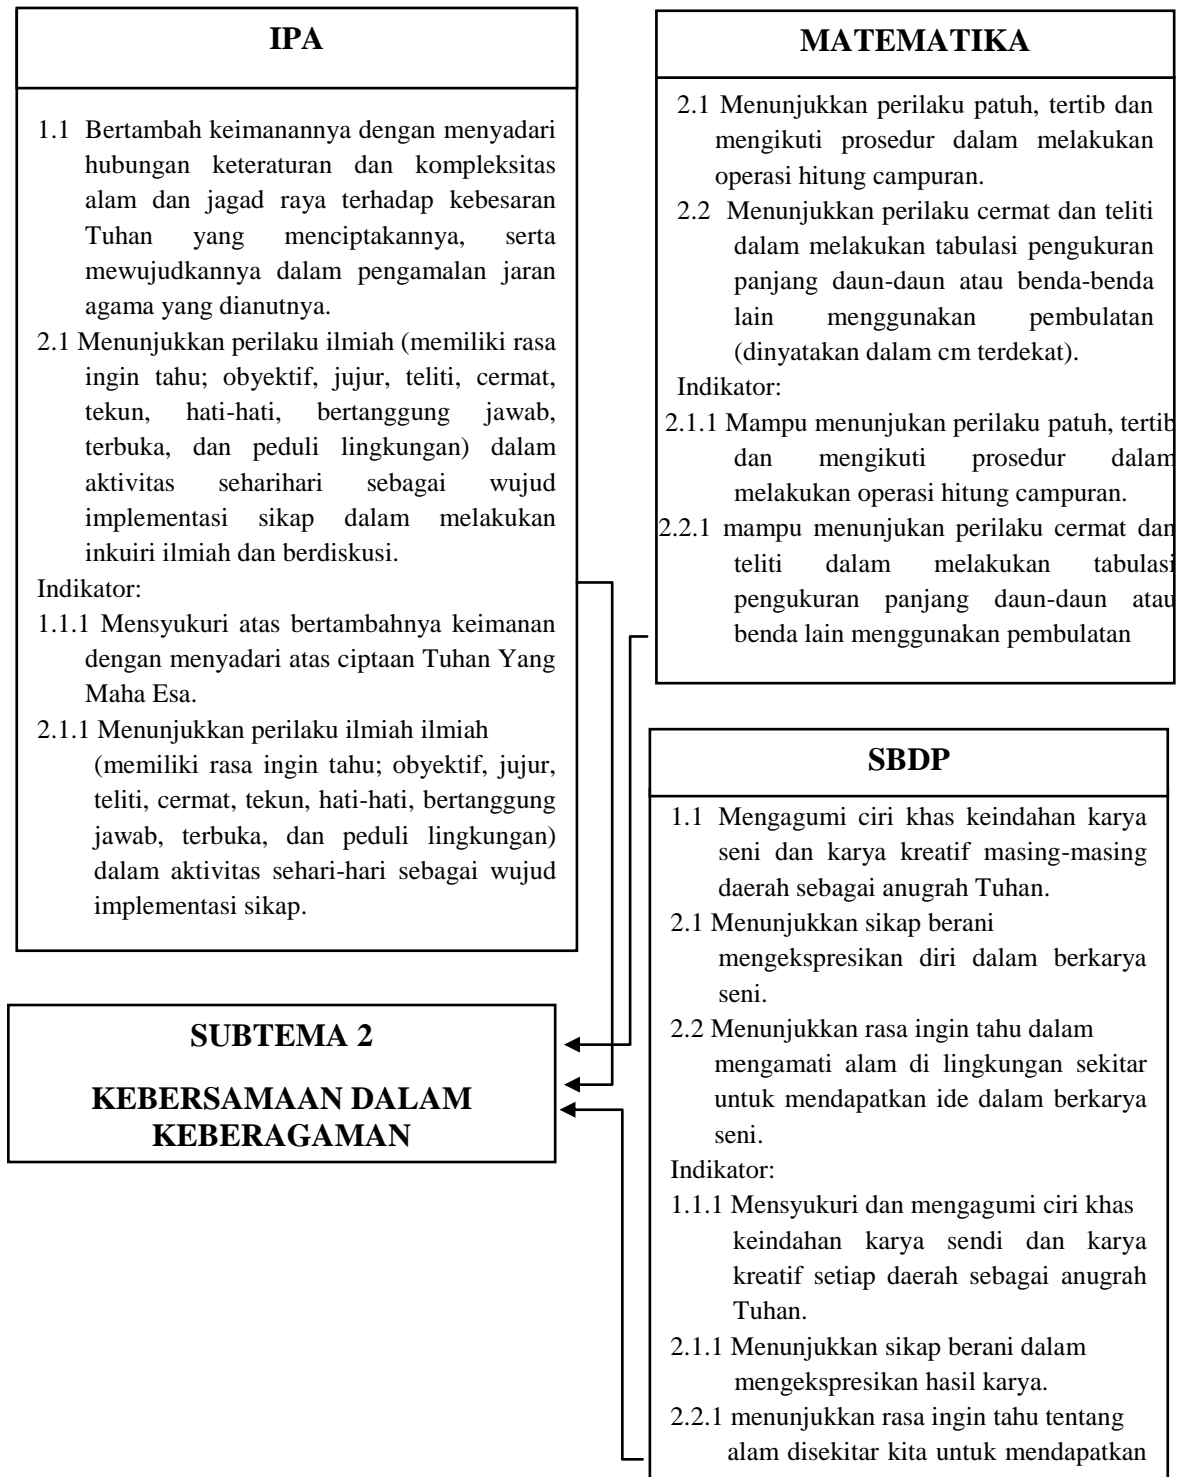 IPA
1.1 Bertambah keimanannya dengan menyadari
hubungan keteraturan dan kompleksitas
alam dan jagad raya terhadap kebesaran
Tuhan yang menciptakannya, serta
mewujudkannya dalam pengamalan jaran
agama yang dianutnya.
2.1 Menunjukkan perilaku ilmiah (memiliki rasa
ingin tahu; obyektif, jujur, teliti, cermat,
tekun, hati-hati, bertanggung jawab,
terbuka, dan peduli lingkungan) dalam
aktivitas seharihari sebagai wujud
implementasi sikap dalam melakukan
inkuiri ilmiah dan berdiskusi.
Indikator:
1.1.1 Mensyukuri atas bertambahnya keimanan
dengan menyadari atas ciptaan Tuhan Yang
Maha Esa.
2.1.1 Menunjukkan perilaku ilmiah ilmiah
(memiliki rasa ingin tahu; obyektif, jujur,
teliti, cermat, tekun, hati-hati, bertanggung
jawab, terbuka, dan peduli lingkungan)
dalam aktivitas sehari-hari sebagai wujud
implementasi sikap.
MATEMATIKA
2.1 Menunjukkan perilaku patuh, tertib dan
mengikuti prosedur dalam melakukan
operasi hitung campuran.
2.2 Menunjukkan perilaku cermat dan teliti
dalam melakukan tabulasi pengukuran
panjang daun-daun atau benda-benda
lain menggunakan pembulatan
(dinyatakan dalam cm terdekat).
Indikator:
2.1.1 Mampu menunjukan perilaku patuh, tertib
dan mengikuti prosedur dalam
melakukan operasi hitung campuran.
2.2.1 mampu menunjukan perilaku cermat dan
teliti dalam melakukan tabulasi
pengukuran panjang daun-daun atau
benda lain menggunakan pembulatan
SBDP
1.1 Mengagumi ciri khas keindahan karya
seni dan karya kreatif masing-masing
daerah sebagai anugrah Tuhan.
2.1 Menunjukkan sikap berani
mengekspresikan diri dalam berkarya
seni.
2.2 Menunjukkan rasa ingin tahu dalam
mengamati alam di lingkungan sekitar
untuk mendapatkan ide dalam berkarya
seni.
Indikator:
1.1.1 Mensyukuri dan mengagumi ciri khas
keindahan karya sendi dan karya
kreatif setiap daerah sebagai anugrah
Tuhan.
2.1.1 Menunjukkan sikap berani dalam
mengekspresikan hasil karya.
2.2.1 menunjukkan rasa ingin tahu tentang
alam disekitar kita untuk mendapatkan
SUBTEMA 2
KEBERSAMAAN DALAM
KEBERAGAMAN